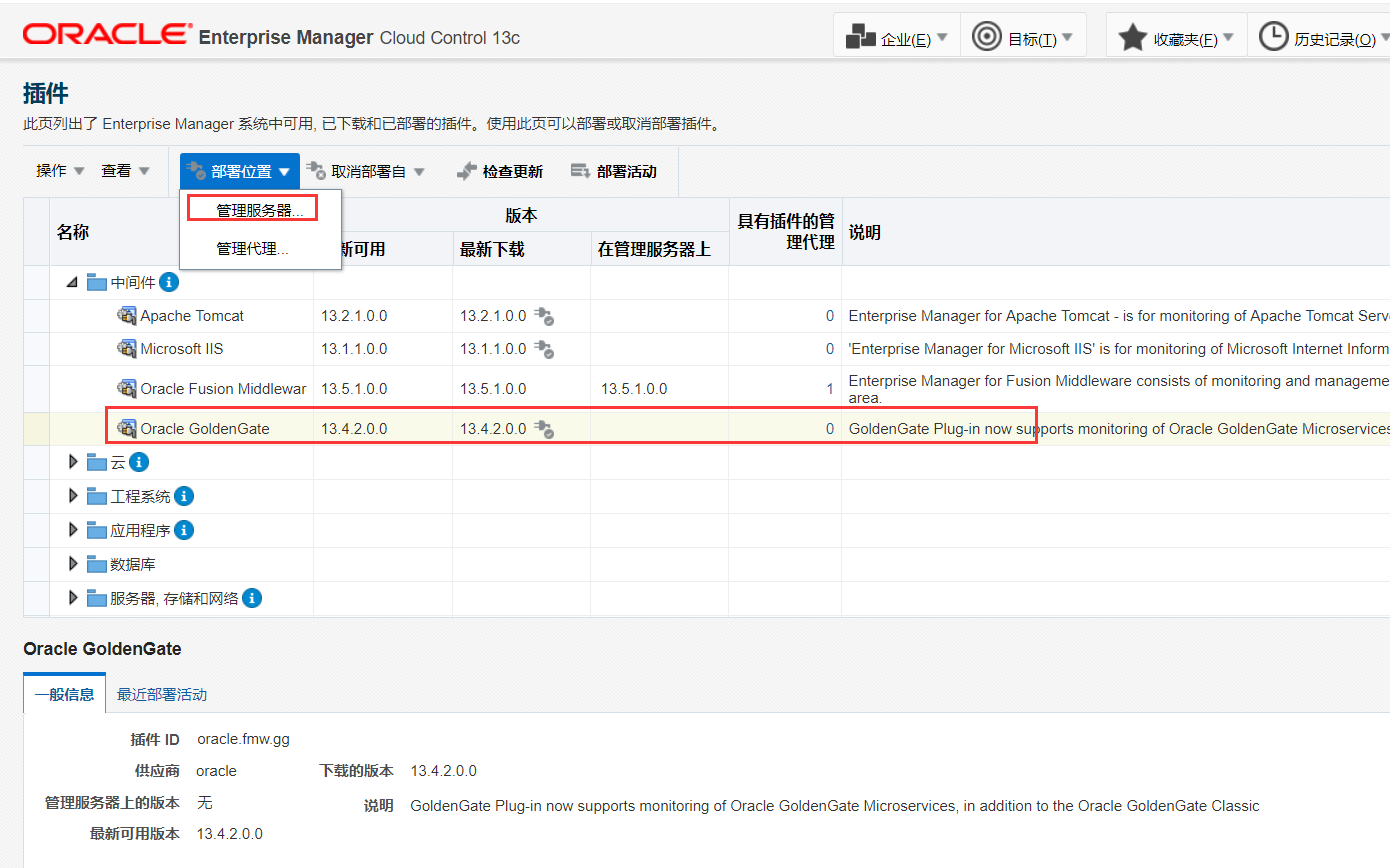 ORACLE Enterprise Manager Cloud Control 13c
企业(E) 目标(T) 收藏夹(F) 历史记录(O)
插件
此页列出了 Enterprise Manager 系统中可用, 已下载和已部署的插件。使用此页可以部署或取消部署插件。
操作 查看 部署位置 取消部署自 检查更新 部署活动
管理服务器...
管理代理...
名称 版本 具有插件的管理代理 说明
新可用 最新下载 在管理服务器上
中间件
Apache Tomcat 13.2.1.0.0 13.2.1.0.0 0 Enterprise Manager for Apache Tomcat - is for monitoring of Apache Tomcat Serv
Microsoft IIS 13.1.1.0.0 13.1.1.0.0 0 'Enterprise Manager for Microsoft IIS' is for monitoring of Microsoft Internet Inform
Oracle Fusion Middlewar 13.5.1.0.0 13.5.1.0.0 13.5.1.0.0 1 Enterprise Manager for Fusion Middleware consists of monitoring and manageme
area.
Oracle GoldenGate 13.4.2.0.0 13.4.2.0.0 0 GoldenGate Plug-in now supports monitoring of Oracle GoldenGate Microservices
云
工程系统
应用程序
数据库
服务器, 存储和网络
Oracle GoldenGate
一般信息 最近部署活动
插件 ID oracle.fmw.gg
供应商 oracle 下载的版本 13.4.2.0.0
管理服务器上的版本 无 说明 GoldenGate Plug-in now supports monitoring of Oracle GoldenGate Microservices, in addition to the Oracle GoldenGate Classic
最新可用版本 13.4.2.0.0